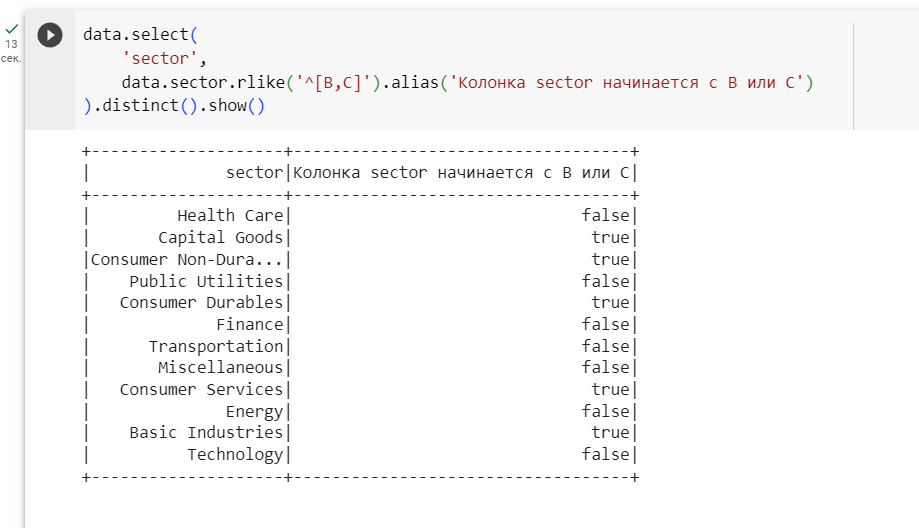 13
сек.
data.select(
    'sector',
    data.sector.rlike('^[B,C]').alias('Колонка sector начинается с B или C')
).distinct().show()
+--------------------+-----------------------------------+
|              sector|Колонка sector начинается с B или C|
+--------------------+-----------------------------------+
|         Health Care|                              false|
|       Capital Goods|                               true|
|Consumer Non-Dura...|                               true|
|    Public Utilities|                              false|
|   Consumer Durables|                               true|
|             Finance|                              false|
|      Transportation|                              false|
|       Miscellaneous|                              false|
|   Consumer Services|                               true|
|              Energy|                              false|
|    Basic Industries|                               true|
|          Technology|                              false|
+--------------------+-----------------------------------+